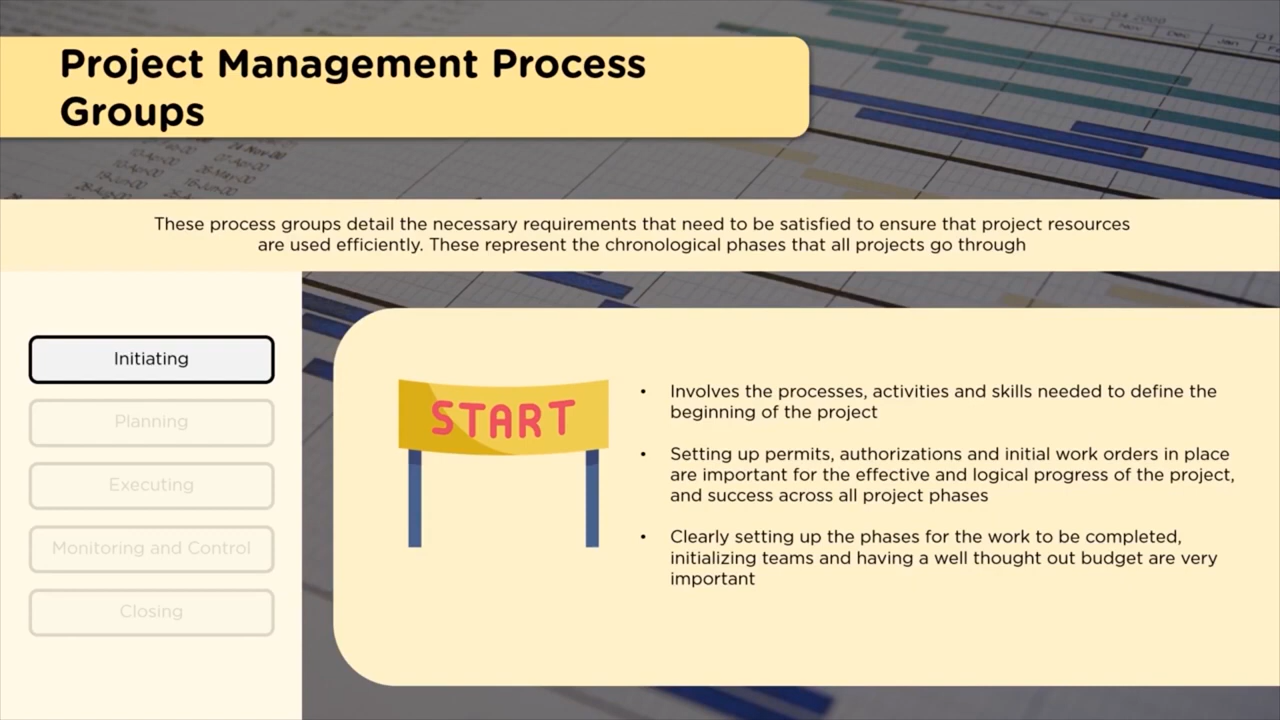 Project Management Process
Groups
These process groups detail the necessary requirements that need to be satisfied to ensure that project resources
are used efficiently. These represent the chronological phases that all projects go through
Initiating
Planning
Executing
Monitoring and Control
Closing
START
• Involves the processes, activities and skills needed to define the
beginning of the project
• Setting up permits, authorizations and initial work orders in place
are important for the effective and logical progress of the project,
and success across all project phases
• Clearly setting up the phases for the work to be completed,
initializing teams and having a well thought out budget are very
important